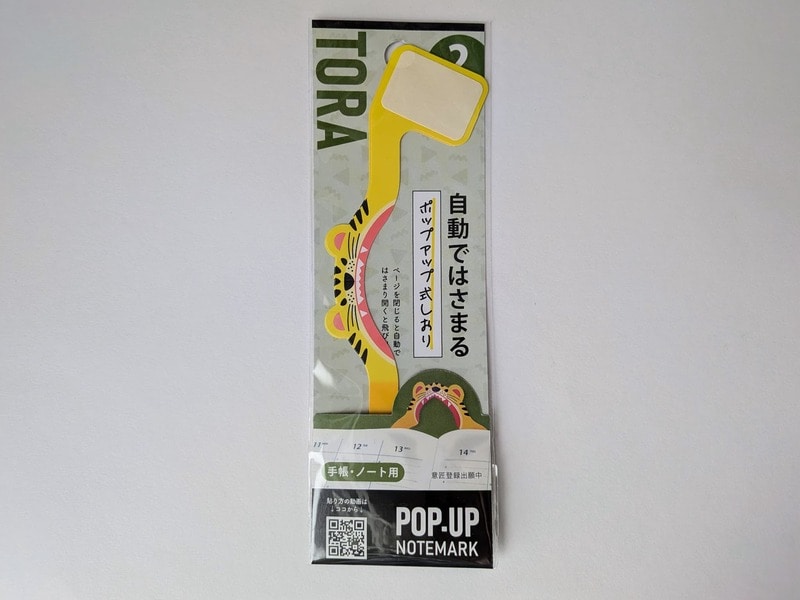 TORA
2
自動ではさまる
ポップアップ式しおり
ページを閉じると自動で
はさまり開くと飛び
11
12
13
14
手帳・ノート用
意匠登録出願中
貼り方の動画は
↓ココから↓
POP-UP
NOTEMARK